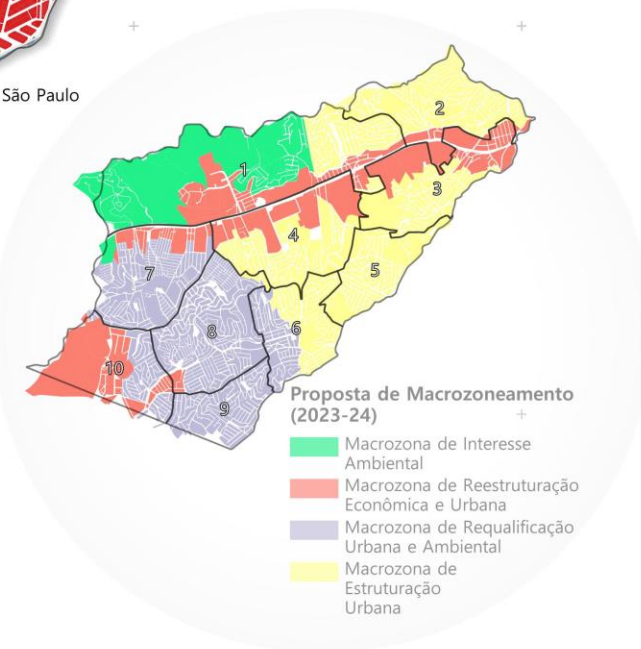 São Paulo
1
2
3
4
5
6
7
8
9
10
Proposta de Macrozoneamento
(2023-24)
Macrozona de Interesse
Ambiental
Macrozona de Reestruturação
Econômica e Urbana
Macrozona de Requalificação
Urbana e Ambiental
Macrozona de
Estruturação
Urbana